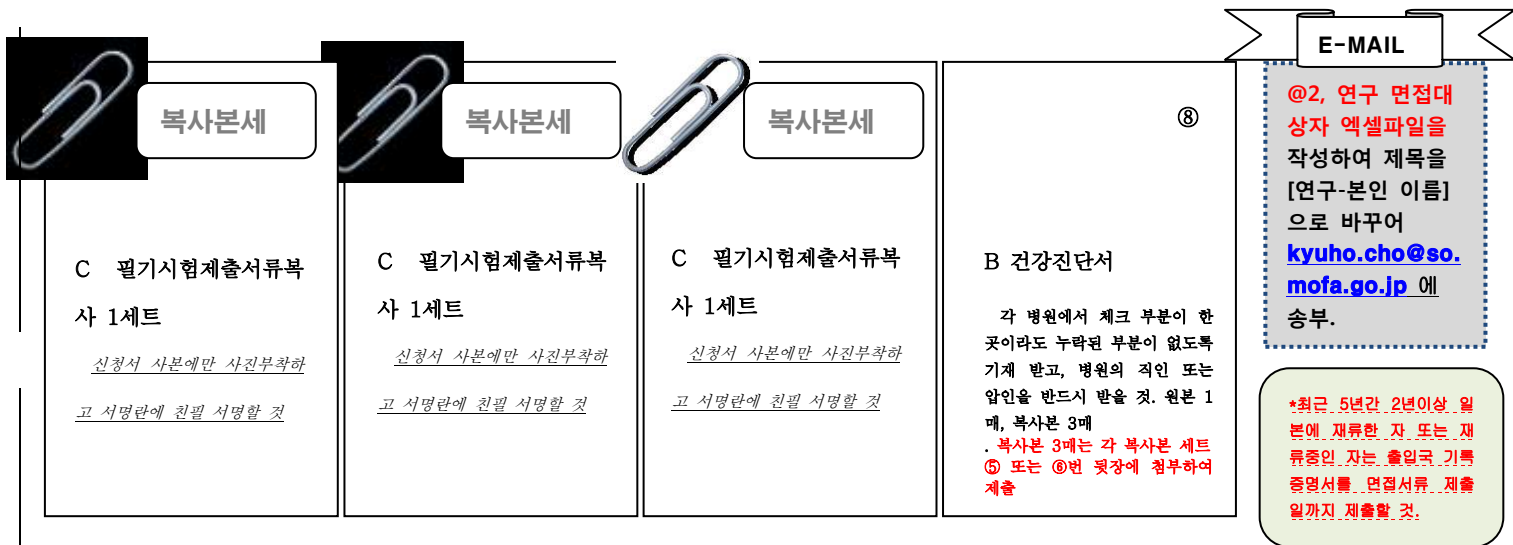 복사본세
C 필기시험제출서류복
사 1세트
신청서 사본에만 사진부착하
고 서명란에 친필 서명할 것
복사본세
C 필기시험제출서류복
사 1세트
신청서 사본에만 사진부착하
고 서명란에 친필 서명할 것
복사본세
C 필기시험제출서류복
사 1세트
신청서 사본에만 사진부착하
고 서명란에 친필 서명할 것
⑧
B 건강진단서
각 병원에서 체크 부분이 한
곳이라도 누락된 부분이 없도록
기재 받고, 병원의 직인 또는
압인을 반드시 받을 것. 원본 1
매, 복사본 3매
. 복사본 3매는 각 복사본 세트
⑤ 또는 ⑥번 뒷장에 첨부하여
제출
E-MAIL
@2, 연구 면접대
상자 엑셀파일을
작성하여 제목을
[연구-본인 이름]
으로 바꾸어
kyuho.cho@so.
mofa.go.jp 에
송부.
*최근 5년간 2년이상 일
본에 재류한 자 또는 재
류중인 자는 출입국 기록
증명서를 면접서류 제출
일까지 제출할 것.